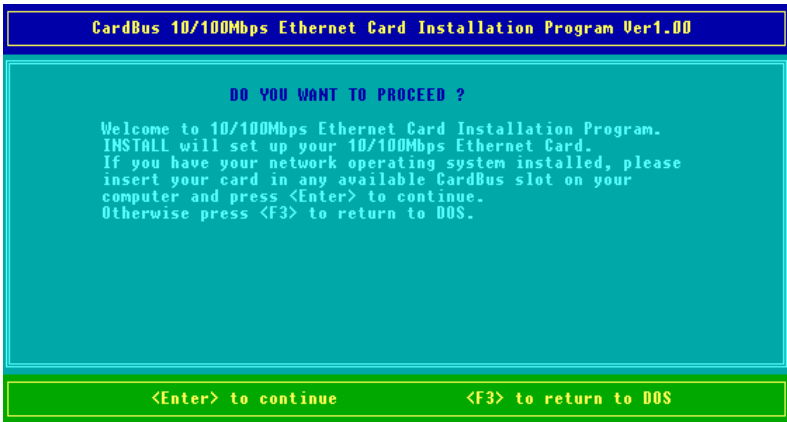 CardBus 10/100Mbps Ethernet Card Installation Program Ver1.00
DO YOU WANT TO PROCEED ?
Welcome to 10/100Mbps Ethernet Card Installation Program.
INSTALL will set up your 10/100Mbps Ethernet Card.
If you have your network operating system installed, please
insert your card in any available CardBus slot on your
computer and press <Enter> to continue.
Otherwise press <F3> to return to DOS.
<Enter> to continue <F3> to return to DOS